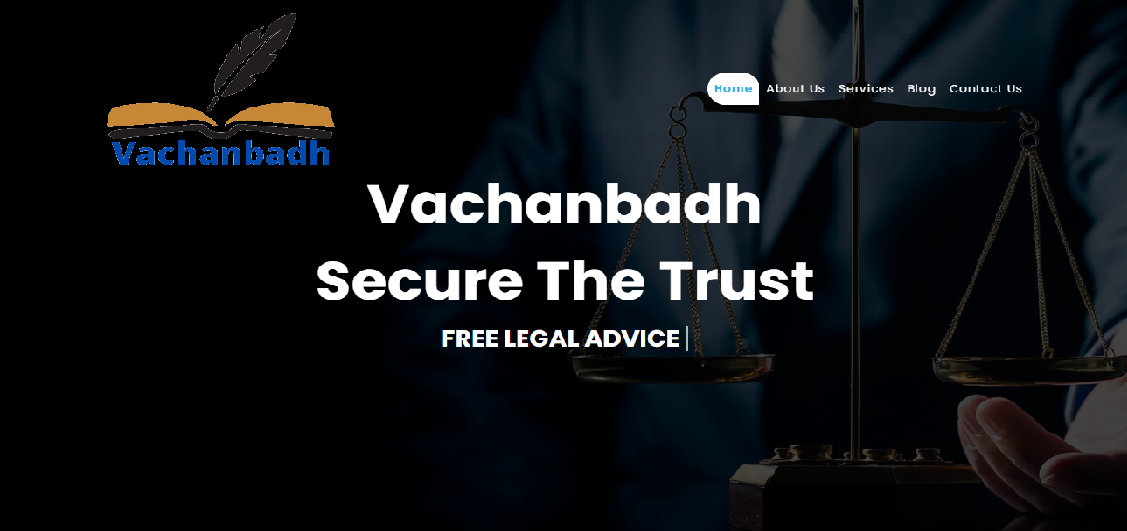 Vachanbadh
Home About Us Services Blog Contact Us
Vachanbadh
Secure The Trust
FREE LEGAL ADVICE